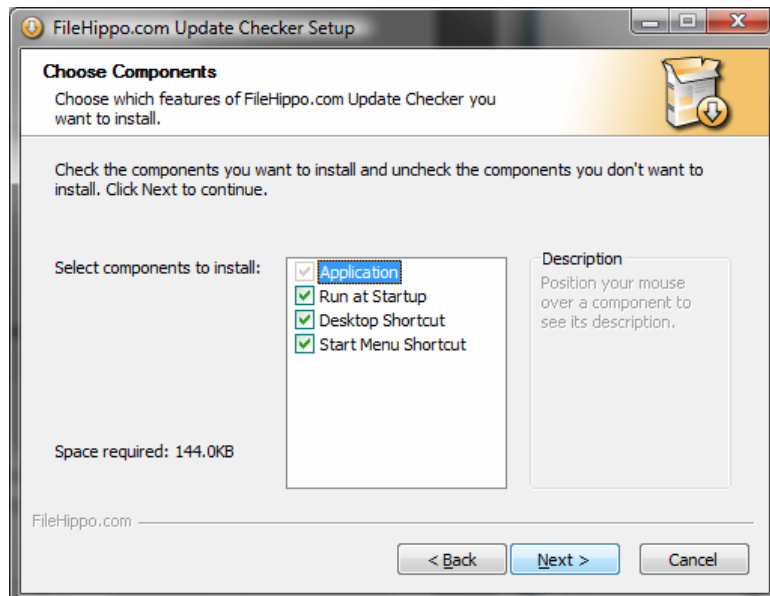 FileHippo.com Update Checker Setup
Choose Components
Choose which features of FileHippo.com Update Checker you
want to install.
Check the components you want to install and uncheck the components you don't want to
install. Click Next to continue.
Select components to install:
Application
Run at Startup
Desktop Shortcut
Start Menu Shortcut
Description
Position your mouse
over a component to
see its description.
Space required: 144.0KB
FileHippo.com
< Back
Next >
Cancel